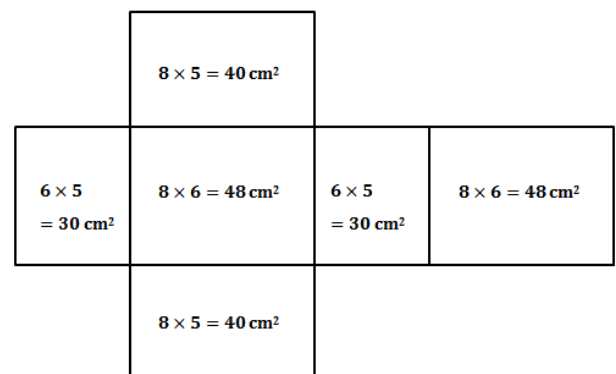 8 × 5 = 40 cm²
6 × 5
= 30 cm²
8 × 6 = 48 cm²
6 × 5
= 30 cm²
8 × 6 = 48 cm²
8 × 5 = 40 cm²